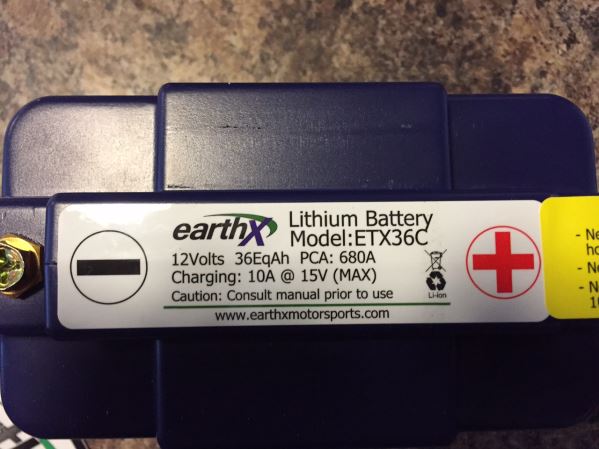 earthX
Lithium Battery
Model:ETX36C
12Volts 36EqAh PCA: 680A
Charging: 10A @ 15V (MAX)
Caution: Consult manual prior to use
Li-ion
www.earthxmotorsports.com